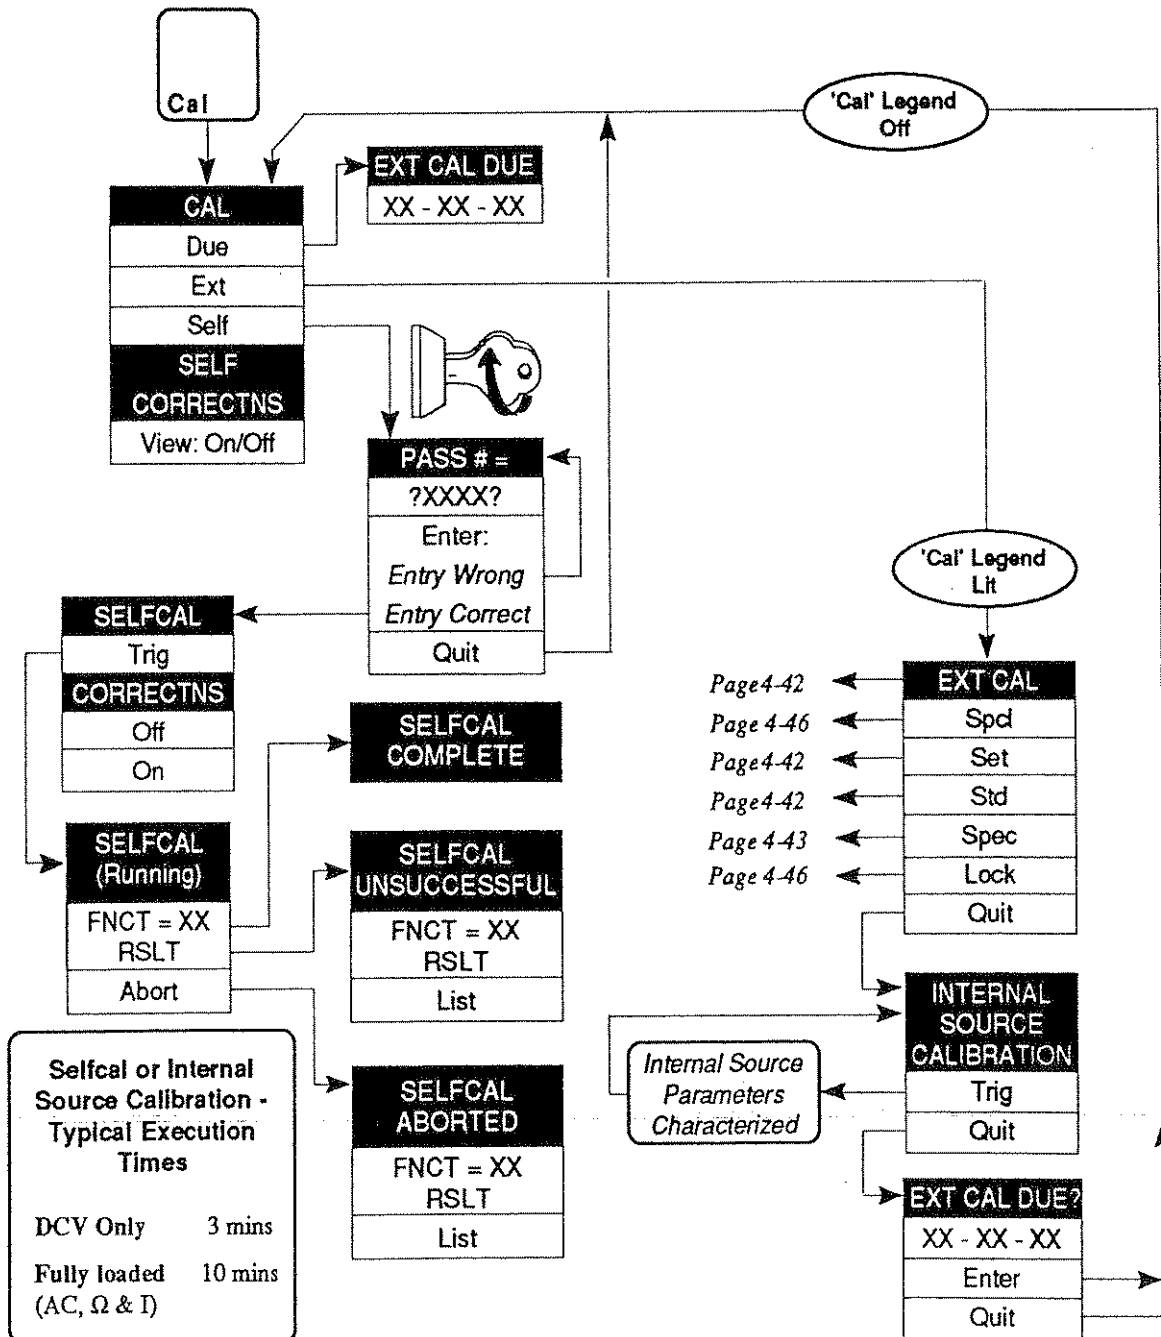 Cal
'Cal' Legend
Off
EXT CAL DUE
XX - XX - XX
CAL
Due
Ext
Self
SELF
CORRECTNS
View: On/Off
PASS # =
?XXXX?
Enter:
Entry Wrong
Entry Correct
Quit
'Cal' Legend
Lit
SELFCAL
Trig
CORRECTNS
Off
On
SELFCAL
COMPLETE
SELFCAL
(Running)
FNCT = XX
RSLT
Abort
SELFCAL
UNSUCCESSFUL
FNCT = XX
RSLT
List
SELFCAL
ABORTED
FNCT = XX
RSLT
List
Page 4-42
Page 4-46
Page 4-42
Page 4-42
Page 4-43
Page 4-46
EXT CAL
Spcl
Set
Std
Spec
Lock
Quit
INTERNAL
SOURCE
CALIBRATION
Trig
Quit
Internal Source
Parameters
Characterized
EXT CAL DUE?
XX - XX - XX
Enter
Quit
Selfcal or Internal
Source Calibration -
Typical Execution
Times
DCV Only 3 mins
Fully loaded 10 mins
(AC, Ω & I)